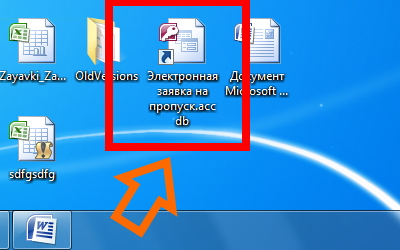 Zayavki_Za...
OldVersions
Электронная
заявка на
пропуск.acc
db
Документ
Microsoft ...
sdfgsdfg